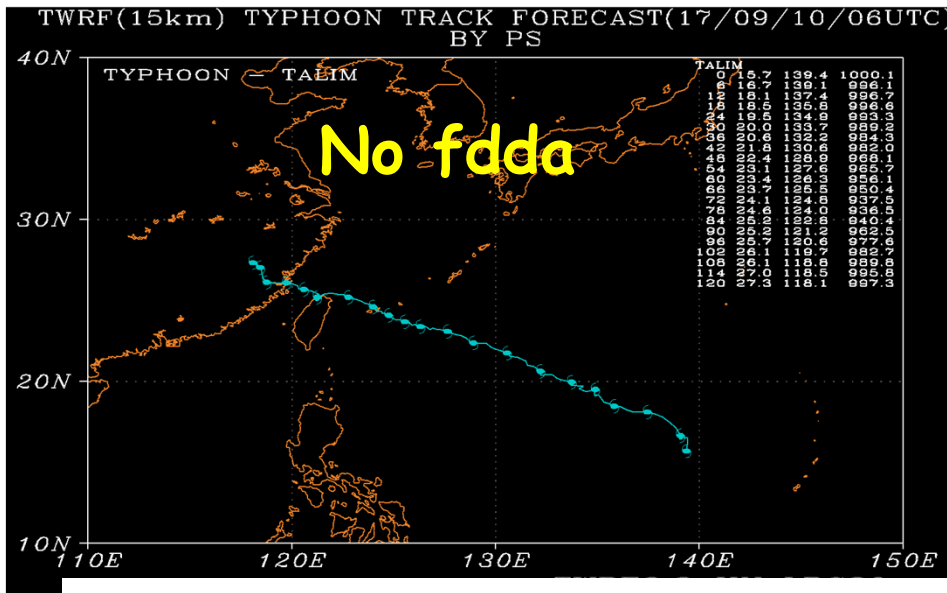 TWRF(15km) TYPHOON TRACK FORECAST(17/09/10/06UTC)
BY PS
40N
TYPHOON - TALIM
No fdda
TALIM
0 15.7 139.4 1000.1
6 16.7 139.1 996.1
12 18.1 137.4 996.7
18 18.5 135.8 996.6
24 19.5 134.9 993.3
30 20.0 133.7 989.2
36 20.6 132.2 984.3
42 21.8 130.6 982.0
48 22.4 128.9 968.1
54 23.1 127.6 965.7
60 23.4 126.3 956.1
66 23.7 125.5 950.4
72 24.1 124.8 937.5
78 24.6 124.0 936.5
84 25.2 122.8 940.4
90 25.2 121.2 962.5
96 25.7 120.6 977.6
102 26.1 119.7 982.7
108 26.1 118.8 989.8
114 27.0 118.5 995.8
120 27.3 118.1 997.3
30N
20N
10N
110E 120E 130E 140E 150E